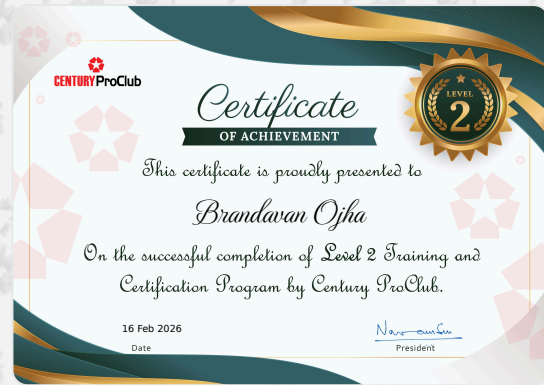 CENTURY ProClub
LEVEL
2
Certificate
OF ACHIEVEMENT
This certificate is proudly presented to
Brandavan Ojha
On the successful completion of Level 2 Training and
Certification Program by Century ProClub.
16 Feb 2026
Date
President